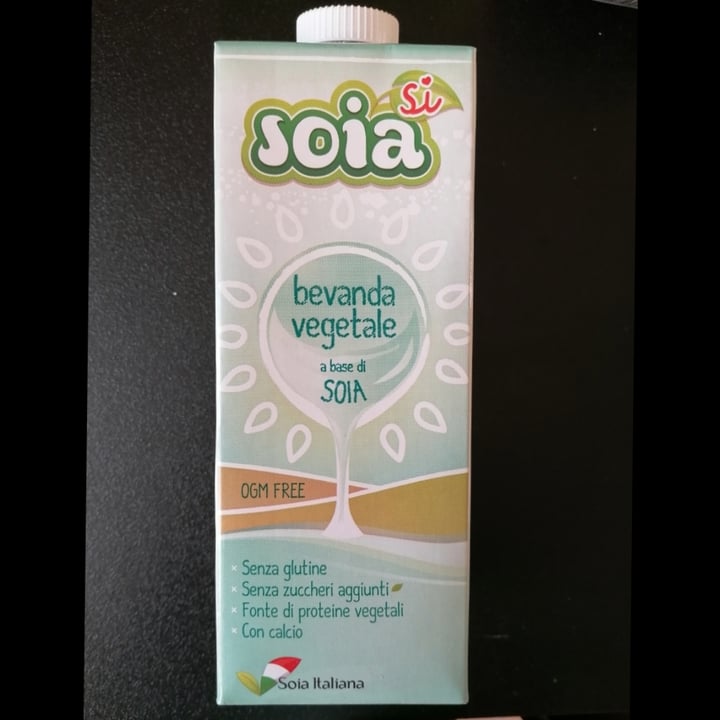 si
soia
bevanda
vegetale
a base di
SOIA
OGM FREE
× Senza glutine
× Senza zuccheri aggiunti
× Fonte di proteine vegetali
× Con calcio
Soia Italiana